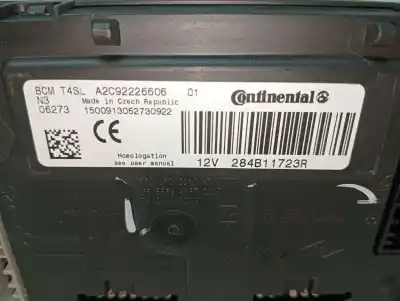 BCM T4SL A2C92226606 01
N3 Made in Czech Republic
06273 1500913052730922
Continental
CE
Homologation
see user manual
12V 284B11723R